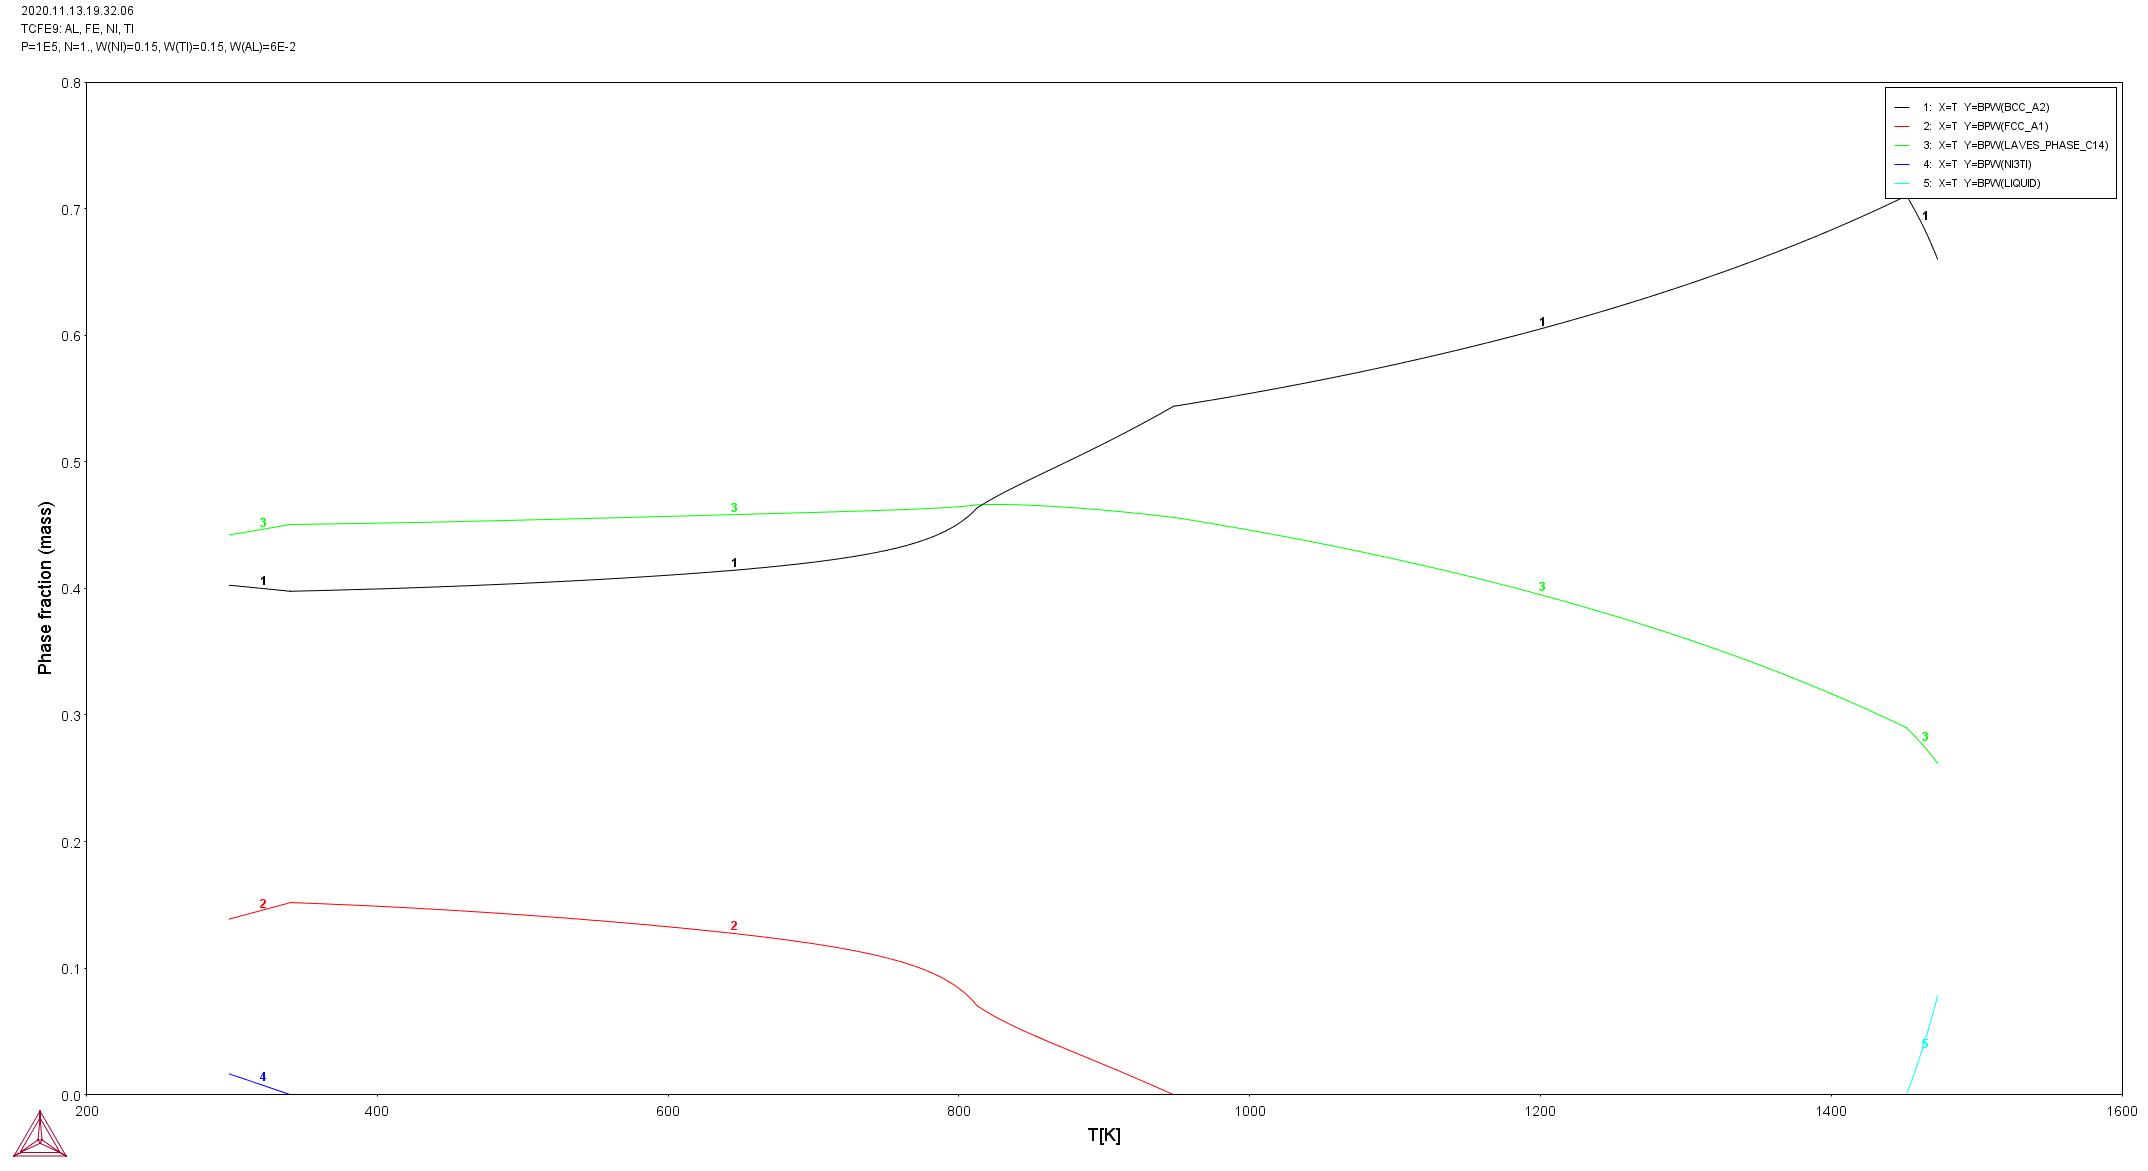 2020.11.13.19.32.06
TCFE9: AL, FE, NI, TI
P=1E5, N=1., W(NI)=0.15, W(TI)=0.15, W(AL)=6E-2
1: X=T Y=BPW(BCC_A2)
2: X=T Y=BPW(FCC_A1)
3: X=T Y=BPW(LAVES_PHASE_C14)
4: X=T Y=BPW(NI3TI)
5: X=T Y=BPW(LIQUID)
0.8
0.7
0.6
0.5
0.4
0.3
0.2
0.1
0.0
Phase fraction (mass)
1
1
3
3
1
1
3
3
2
2
4
5
200 400 600 800 1000 1200 1400 1600
T[K]